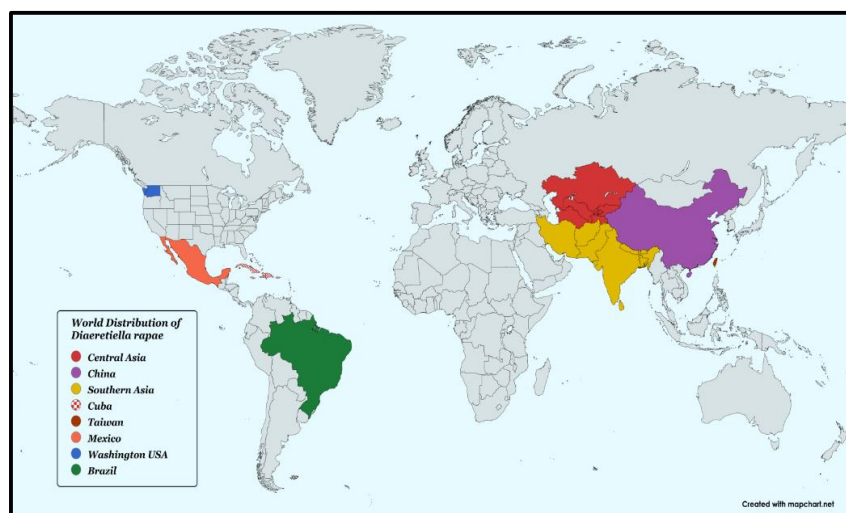 World Distribution of
Diaeretiella rapae
Central Asia
China
Southern Asia
Cuba
Taiwan
Mexico
Washington USA
Brazil
Created with mapchart.net